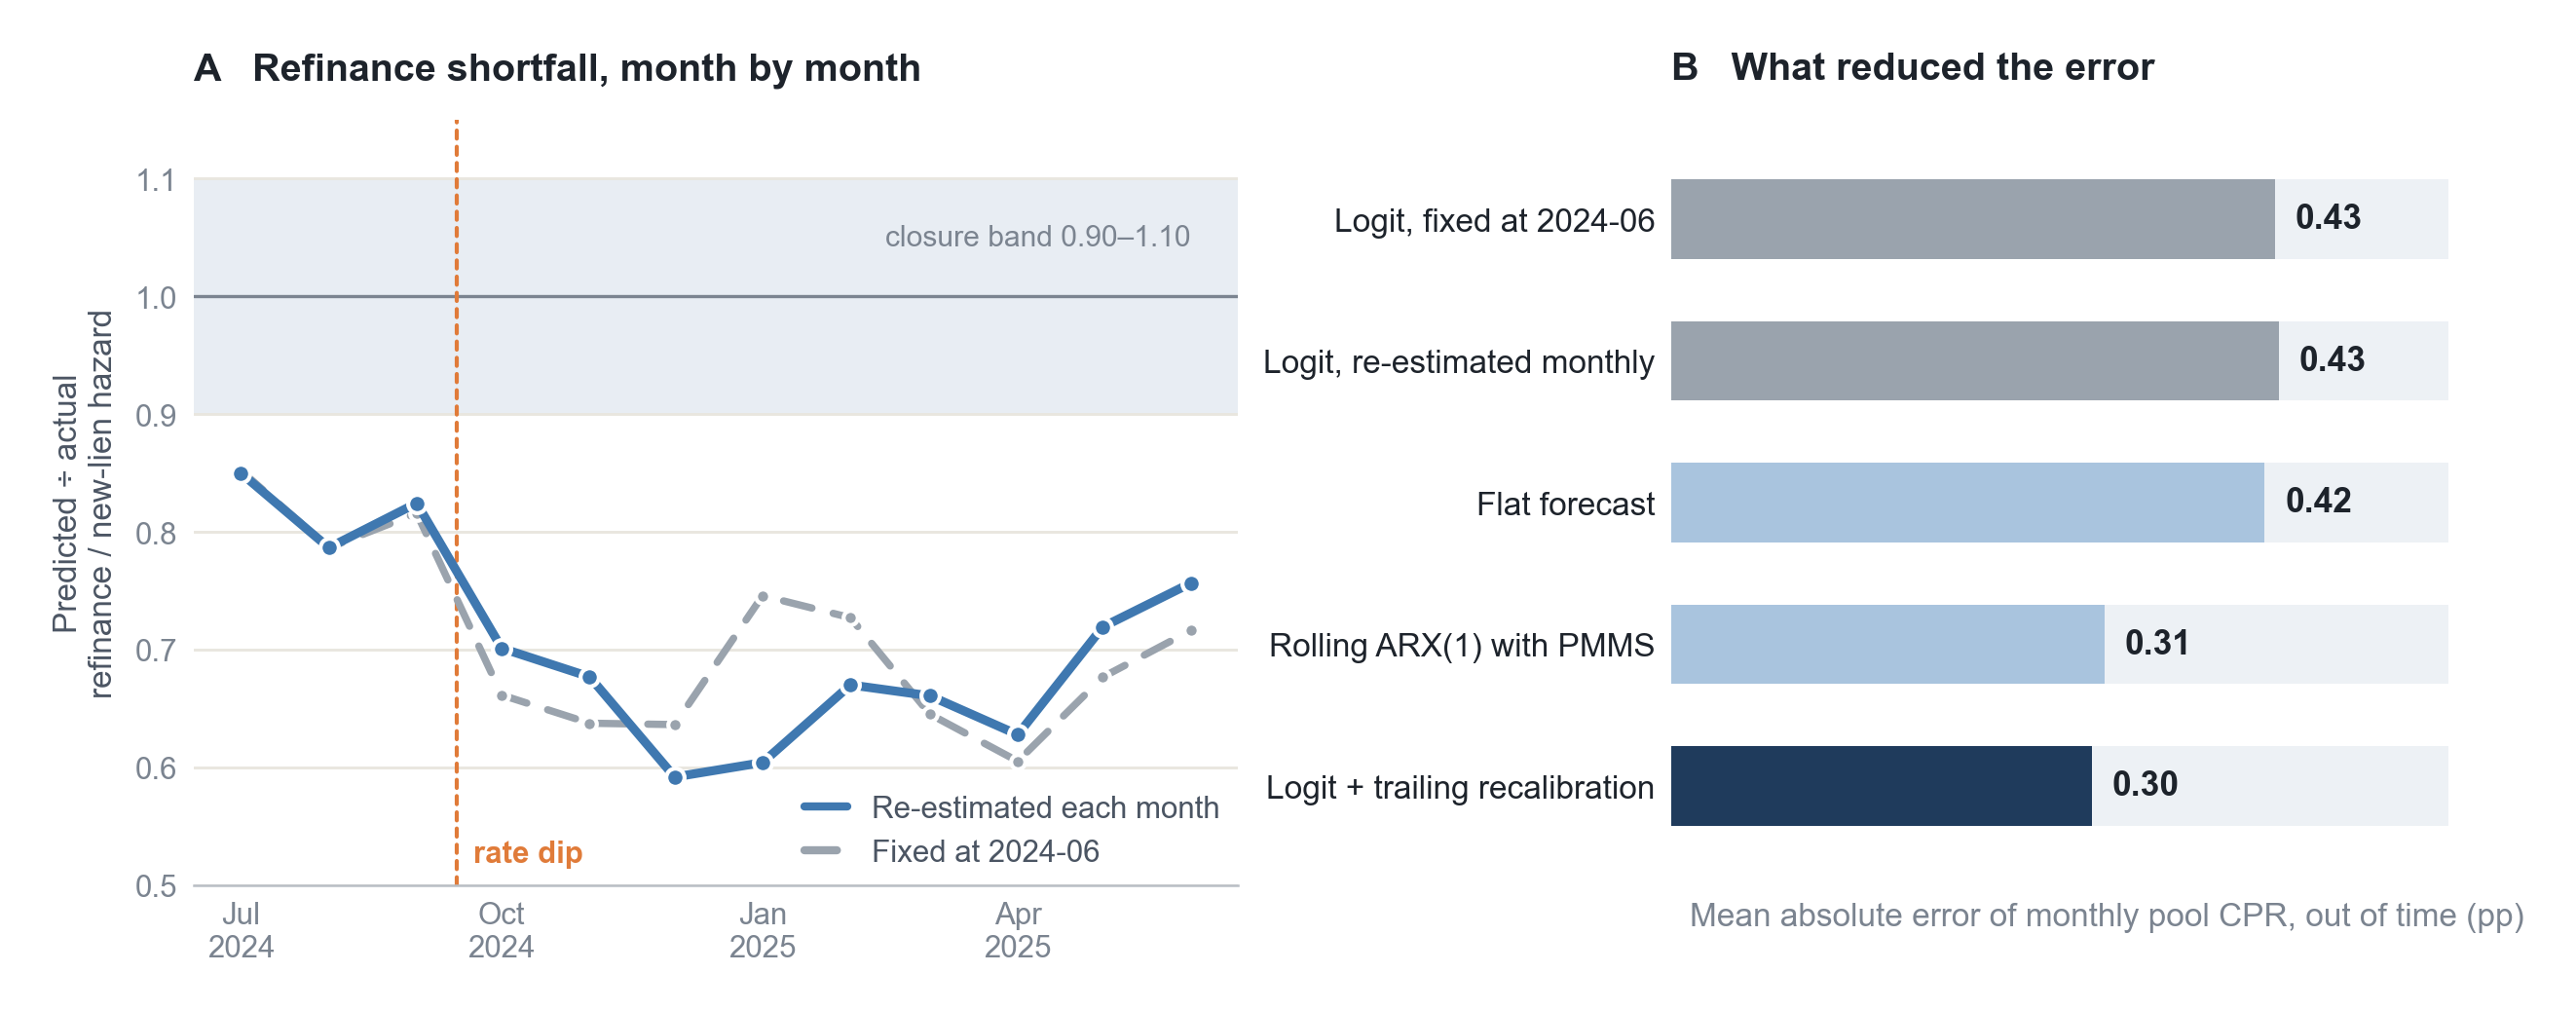 A Refinance shortfall, month by month
Predicted ÷ actual
refinance / new-lien hazard
1.1
1.0
0.9
0.8
0.7
0.6
0.5
closure band 0.90–1.10
rate dip
Re-estimated each month
Fixed at 2024-06
Jul
2024
Oct
2024
Jan
2025
Apr
2025
B What reduced the error
Logit, fixed at 2024-06 0.43
Logit, re-estimated monthly 0.43
Flat forecast 0.42
Rolling ARX(1) with PMMS 0.31
Logit + trailing recalibration 0.30
Mean absolute error of monthly pool CPR, out of time (pp)